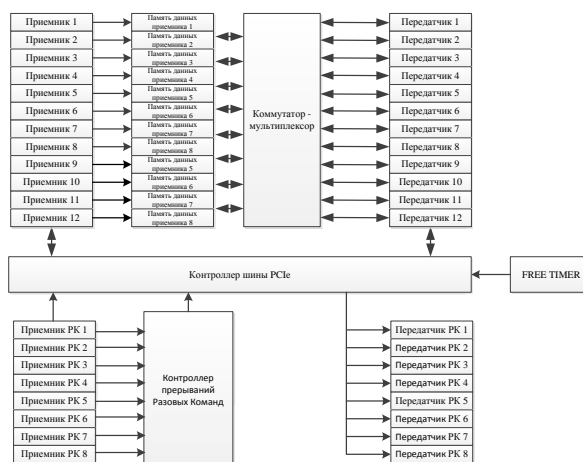 Приемник 1
Приемник 2
Приемник 3
Приемник 4
Приемник 5
Приемник 6
Приемник 7
Приемник 8
Приемник 9
Приемник 10
Приемник 11
Приемник 12
Память данных
приемника 1
Память данных
приемника 2
Память данных
приемника 3
Память данных
приемника 4
Память данных
приемника 5
Память данных
приемника 6
Память данных
приемника 7
Память данных
приемника 8
Память данных
приемника 5
Память данных
приемника 6
Память данных
приемника 7
Память данных
приемника 8
Коммутатор -
мультиплексор
Передатчик 1
Передатчик 2
Передатчик 3
Передатчик 4
Передатчик 5
Передатчик 6
Передатчик 7
Передатчик 8
Передатчик 9
Передатчик 10
Передатчик 11
Передатчик 12
Контроллер шины PCIe
FREE TIMER
Приемник РК 1
Приемник РК 2
Приемник РК 3
Приемник РК 4
Приемник РК 5
Приемник РК 6
Приемник РК 7
Приемник РК 8
Контроллер
прерываний
Разовых Команд
Передатчик РК 1
Передатчик РК 2
Передатчик РК 3
Передатчик РК 4
Передатчик РК 5
Передатчик РК 6
Передатчик РК 7
Передатчик РК 8